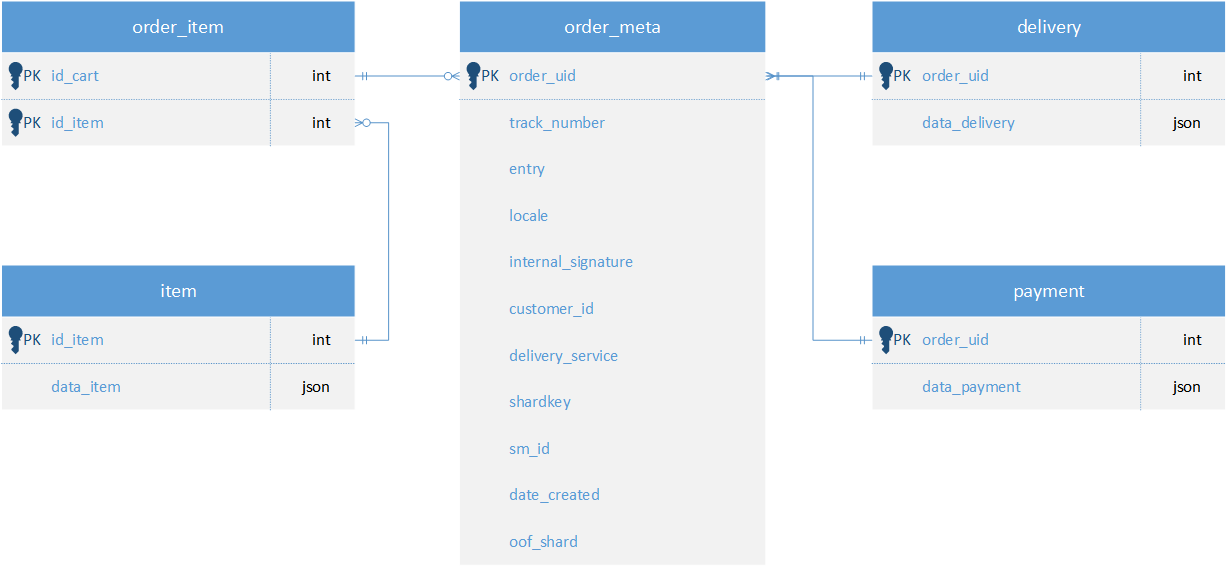 order_item
PK id_cart int
PK id_item int
item
PK id_item int
data_item json
order_meta
PK order_uid
track_number
entry
locale
internal_signature
customer_id
delivery_service
shardkey
sm_id
date_created
oof_shard
delivery
PK order_uid int
data_delivery json
payment
PK order_uid int
data_payment json